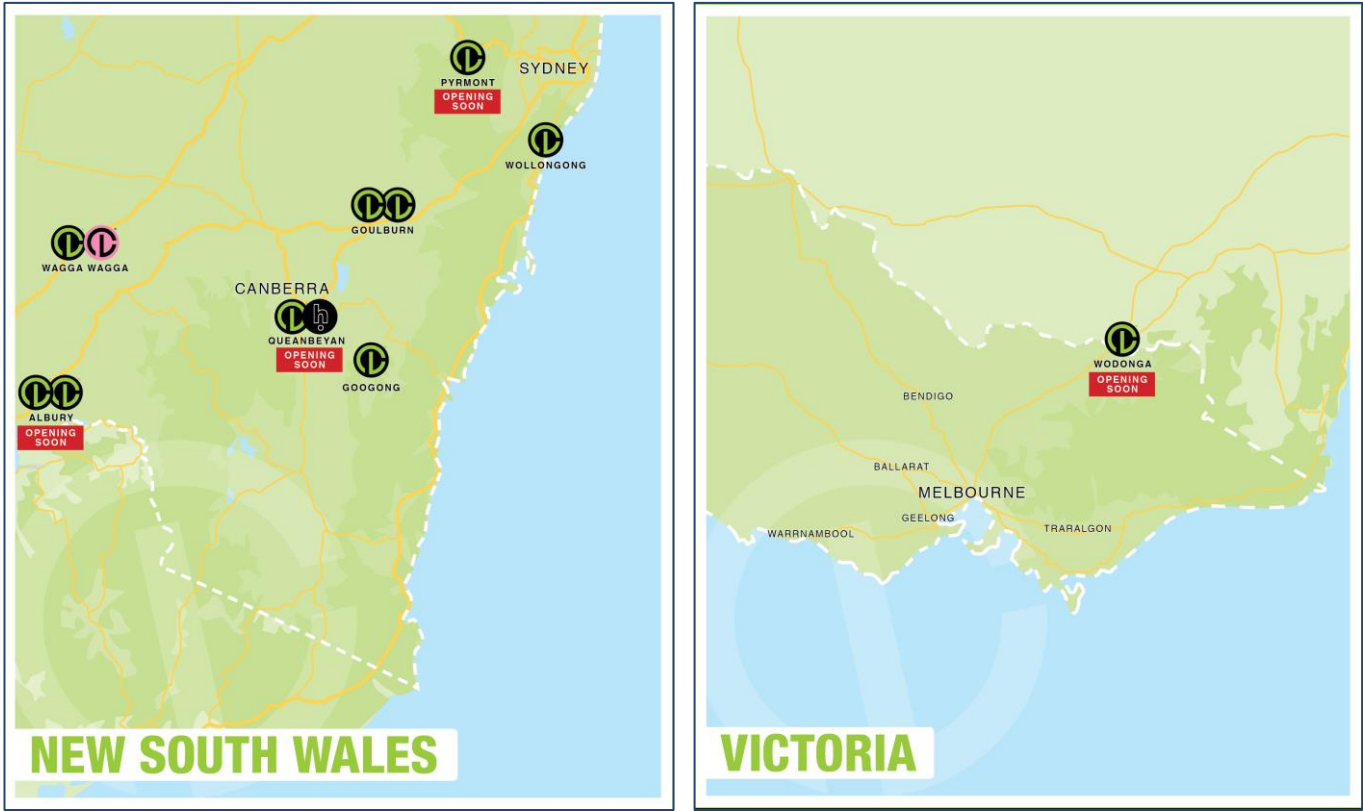 PYRMONT
OPENING
SOON
SYDNEY
WOLLONGONG
GOULBURN
WAGGA WAGGA
CANBERRA
h
QUEANBEYAN
OPENING
SOON
GOOGONG
ALBURY
OPENING
SOON
NEW SOUTH WALES
WODONGA
OPENING
SOON
BENDIGO
BALLARAT
MELBOURNE
GEELONG
WARRNAMBOOL
TRARALGON
VICTORIA